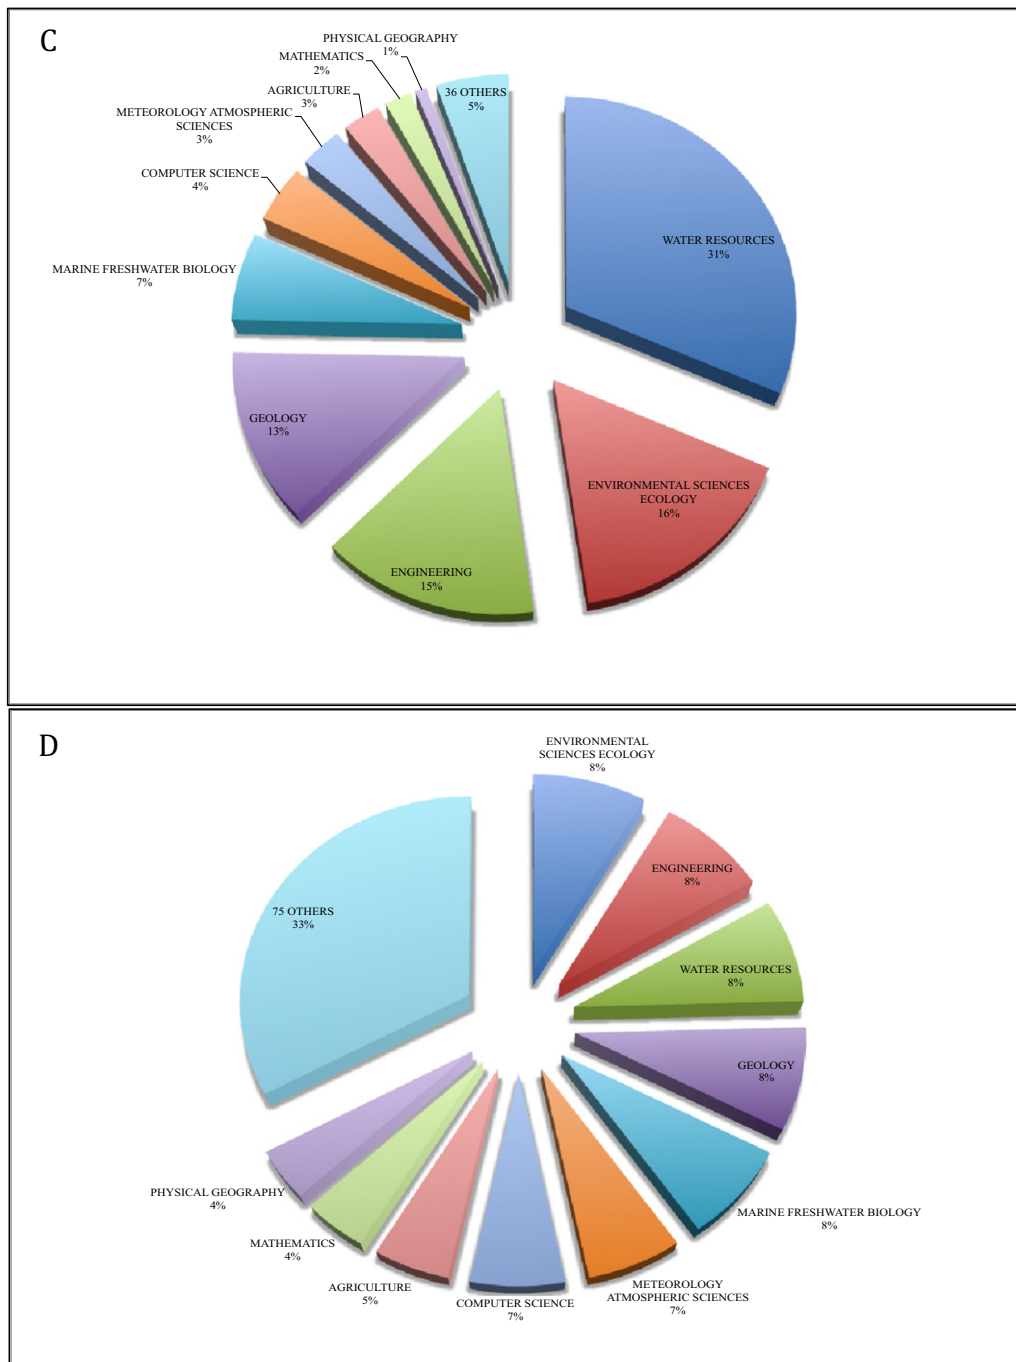 C
PHYSICAL GEOGRAPHY
1%
MATHEMATICS
2%
AGRICULTURE
3%
METEOROLOGY ATMOSPHERIC
SCIENCES
3%
COMPUTER SCIENCE
4%
MARINE FRESHWATER BIOLOGY
7%
GEOLOGY
13%
ENGINEERING
15%
ENVIRONMENTAL SCIENCES
ECOLOGY
16%
WATER RESOURCES
31%
36 OTHERS
5%
D
ENVIRONMENTAL
SCIENCES ECOLOGY
8%
ENGINEERING
8%
WATER RESOURCES
8%
GEOLOGY
8%
MARINE FRESHWATER BIOLOGY
8%
METEOROLOGY
ATMOSPHERIC SCIENCES
7%
COMPUTER SCIENCE
7%
AGRICULTURE
5%
MATHEMATICS
4%
PHYSICAL GEOGRAPHY
4%
75 OTHERS
33%